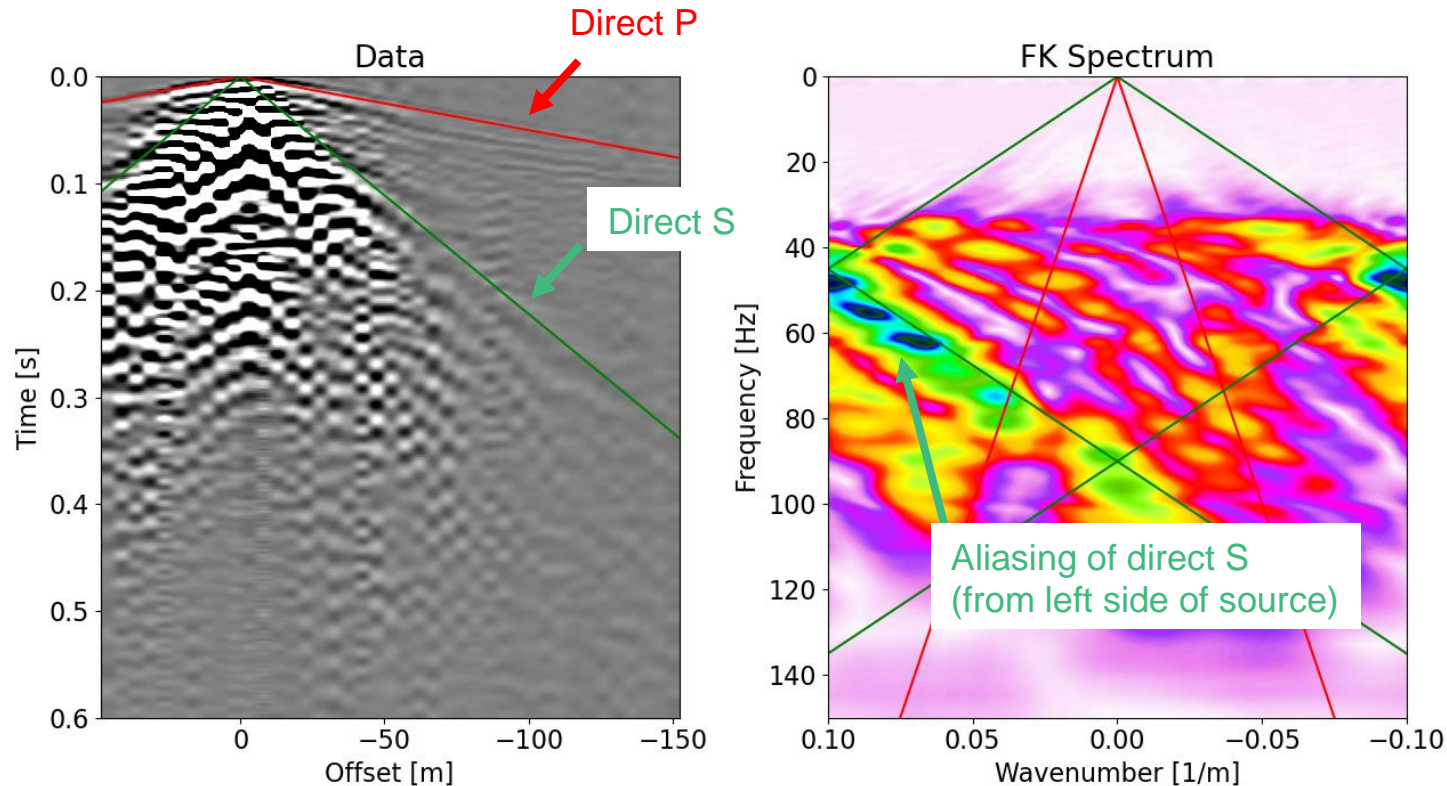 Direct P
Data
0.0
0.1
0.2
0.3
0.4
0.5
0.6
Time [s]
0
−50
−100
−150
Offset [m]
Direct S
FK Spectrum
0
20
40
60
80
100
120
140
Frequency [Hz]
0.10
0.05
0.00
−0.05
−0.10
Wavenumber [1/m]
Aliasing of direct S
(from left side of source)